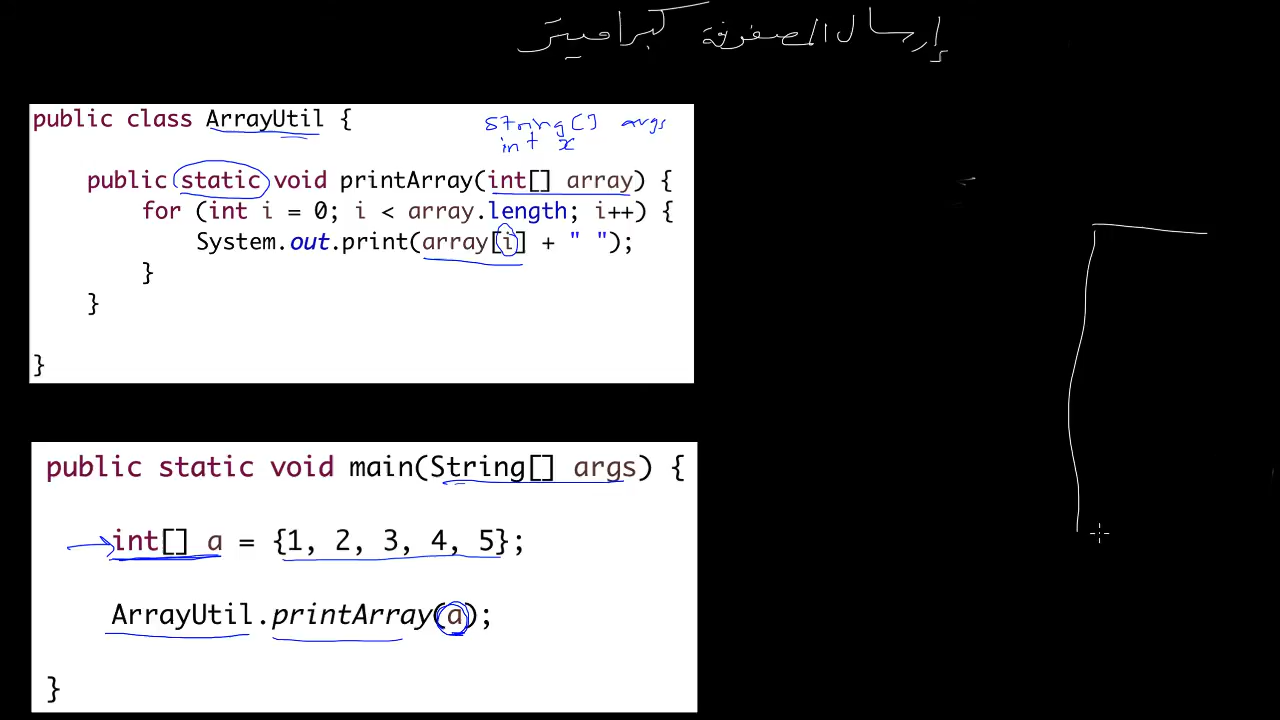 إرسال المصفوفة كبراميتر
public class ArrayUtil {
String[] args
int x
public static void printArray(int[] array) {
for (int i = 0; i < array.length; i++) {
System.out.print(array[i] + " ");
}
}
}
public static void main(String[] args) {
int[] a = {1, 2, 3, 4, 5};
ArrayUtil.printArray(a);
}